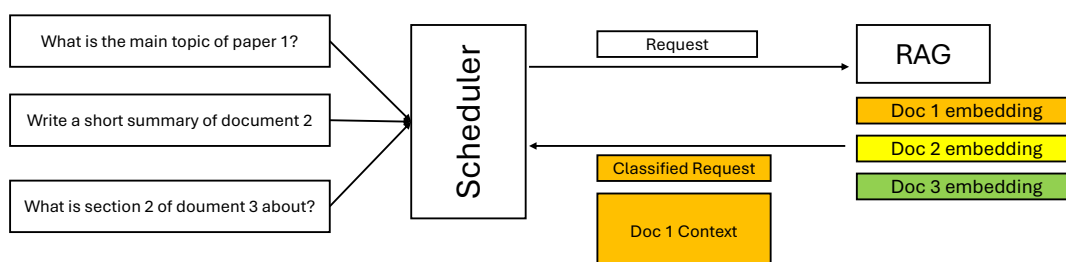 What is the main topic of paper 1?
Write a short summary of document 2
What is section 2 of doument 3 about?
Scheduler
Request
Classified Request
Doc 1 Context
RAG
Doc 1 embedding
Doc 2 embedding
Doc 3 embedding